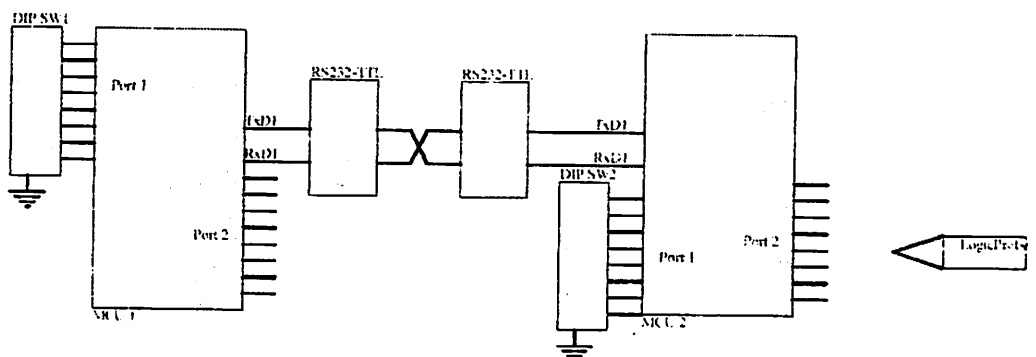 DIP SW1
Port 1
RS232-TTL
RS232-TTL
TxD1
RxD1
TxD1
RxD1
DIP SW2
Port 2
Port 1
Port 2
LogicProbe
MCU 1
MCU 2